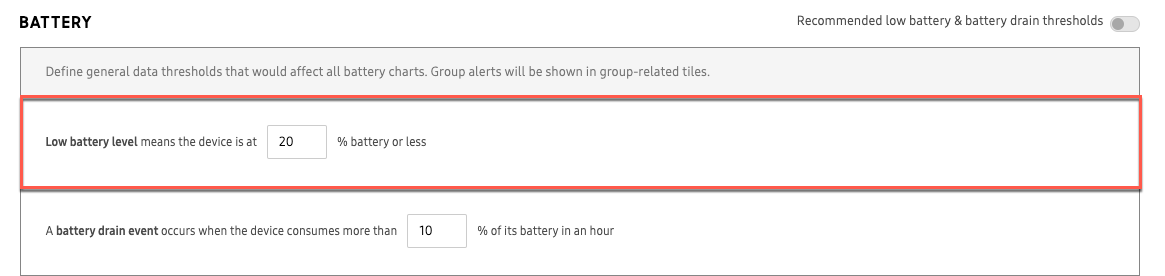 BATTERY
Recommended low battery & battery drain thresholds
Define general data thresholds that would affect all battery charts. Group alerts will be shown in group-related tiles.
Low battery level means the device is at 20 % battery or less
A battery drain event occurs when the device consumes more than 10 % of its battery in an hour